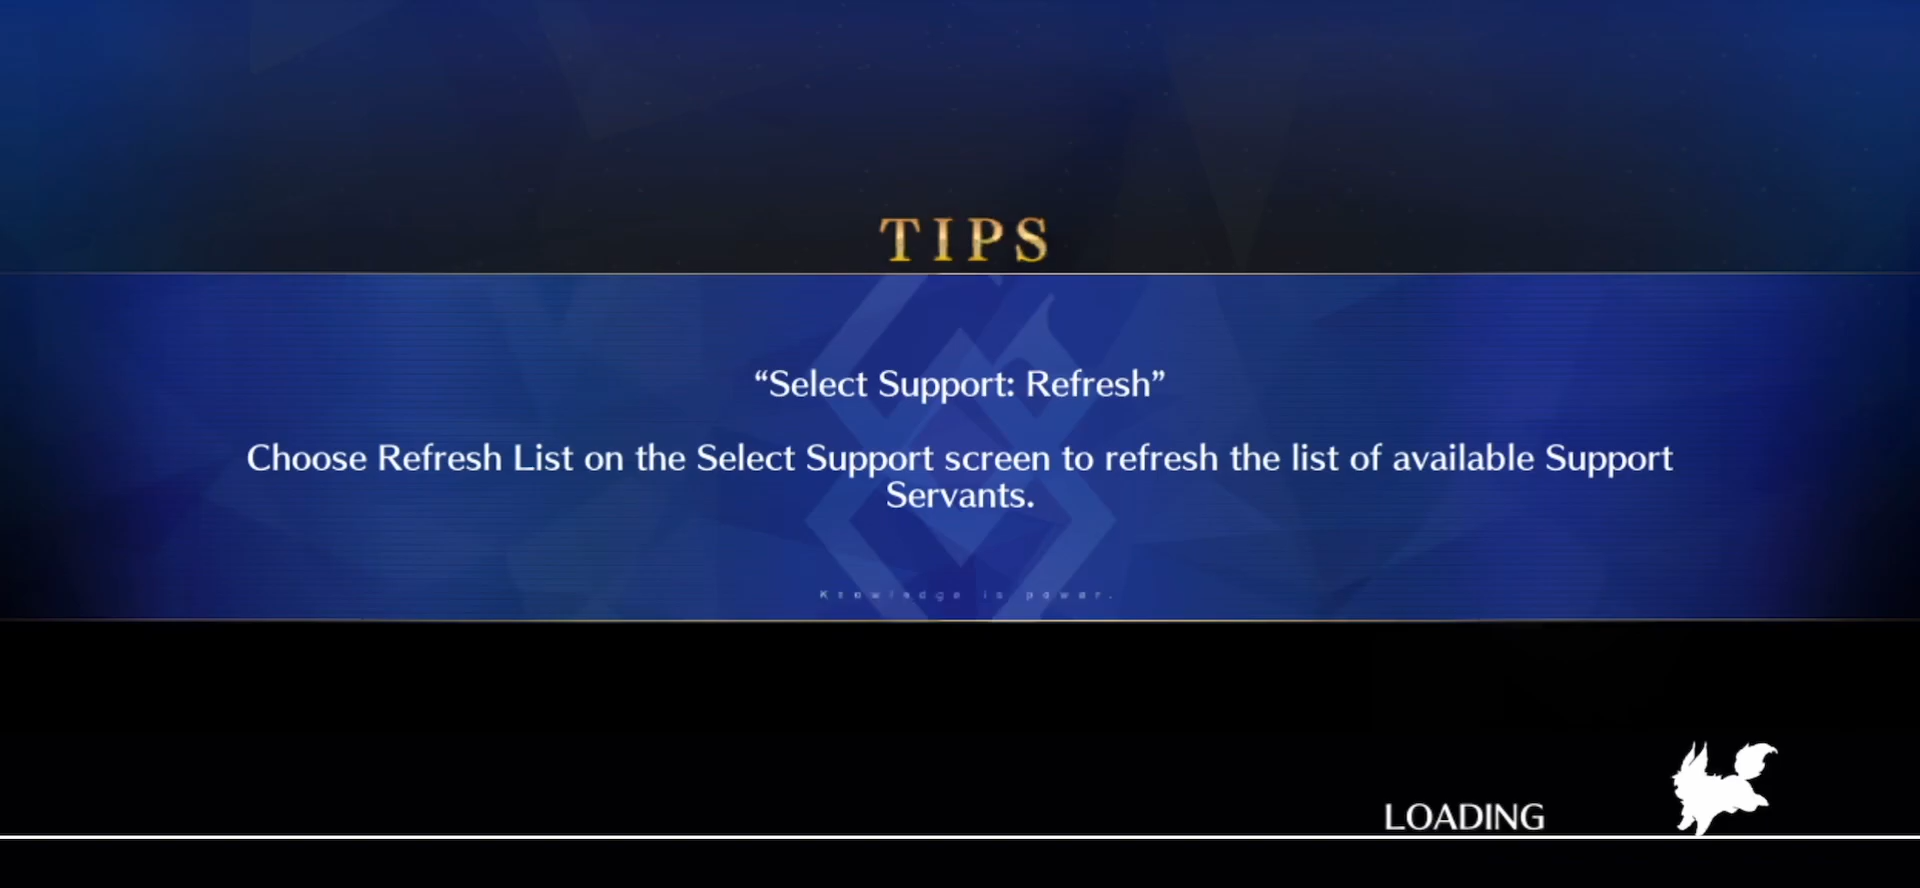 TIPS
“Select Support: Refresh”
Choose Refresh List on the Select Support screen to refresh the list of available Support
Servants.
Knowledge is power.
LOADING